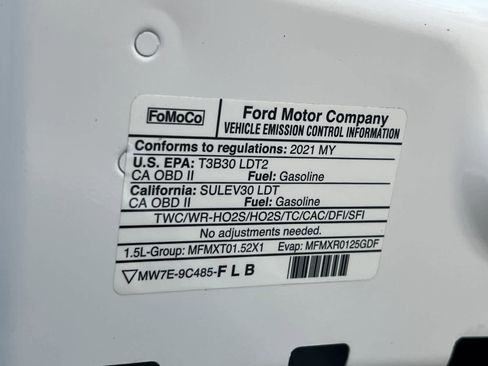 FoMoCo
Ford Motor Company
VEHICLE EMISSION CONTROL INFORMATION
Conforms to regulations: 2021 MY
U.S. EPA: T3B30 LDT2
CA OBD II Fuel: Gasoline
California: SULEV30 LDT
CA OBD II Fuel: Gasoline
TWC/WR-HO2S/HO2S/TC/CAC/DFI/SFI
No adjustments needed.
1.5L-Group: MFMXT01.52X1 Evap: MFMXR0125GDF
MW7E-9C485-F L B